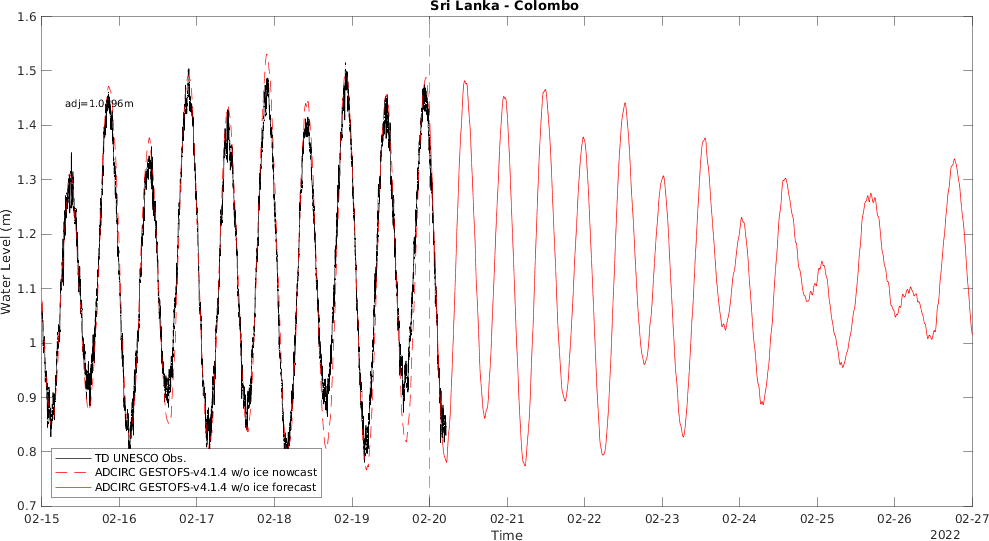 Sri Lanka - Colombo
1.6
1.5
1.4
1.3
1.2
1.1
1
0.9
0.8
0.7
Water Level (m)
TD UNESCO Obs.
ADCIRC GESTOFS-v4.1.4 w/o ice nowcast
ADCIRC GESTOFS-v4.1.4 w/o ice forecast
02-15 02-16 02-17 02-18 02-19 02-20 02-21 02-22 02-23 02-24 02-25 02-26 02-27
Time
2022